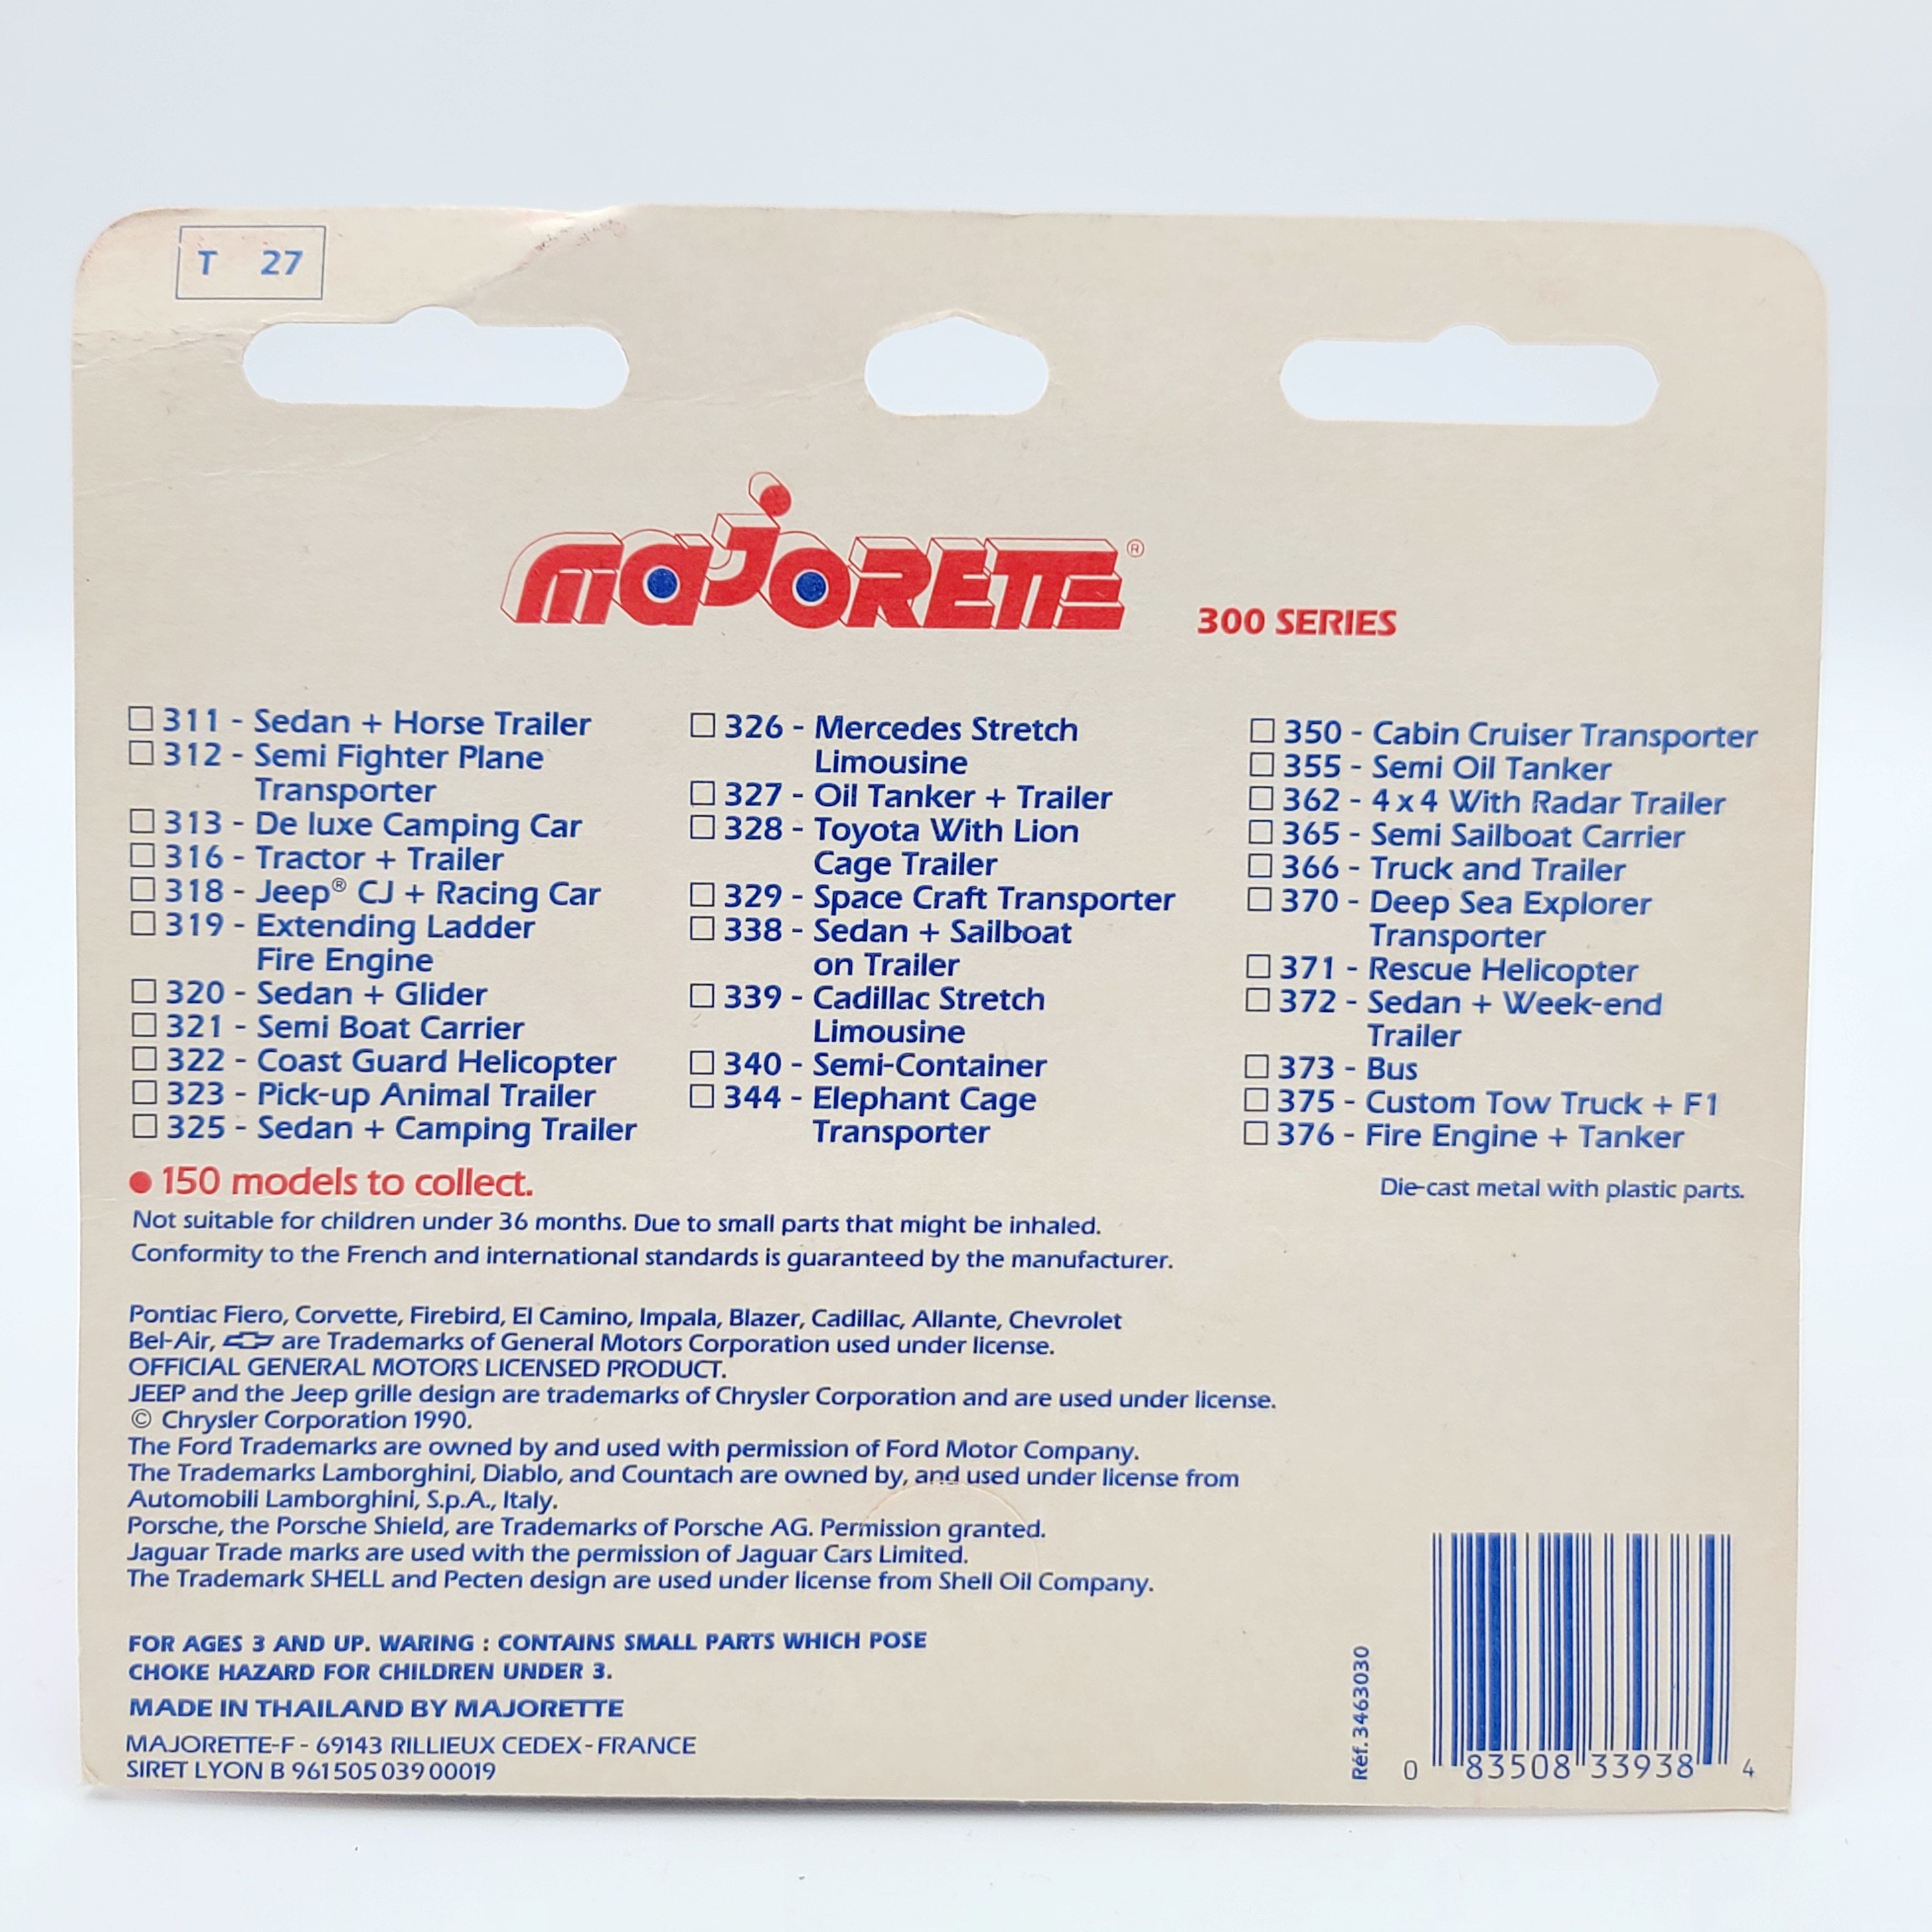 T 27
MAJORETTE®
300 SERIES
311 - Sedan + Horse Trailer
312 - Semi Fighter Plane
Transporter
313 - De luxe Camping Car
316 - Tractor + Trailer
318 - Jeep® CJ + Racing Car
319 - Extending Ladder
Fire Engine
320 - Sedan + Glider
321 - Semi Boat Carrier
322 - Coast Guard Helicopter
323 - Pick-up Animal Trailer
325 - Sedan + Camping Trailer
326 - Mercedes Stretch
Limousine
327 - Oil Tanker + Trailer
328 - Toyota With Lion
Cage Trailer
329 - Space Craft Transporter
338 - Sedan + Sailboat
on Trailer
339 - Cadillac Stretch
Limousine
340 - Semi-Container
344 - Elephant Cage
Transporter
350 - Cabin Cruiser Transporter
355 - Semi Oil Tanker
362 - 4 x 4 With Radar Trailer
365 - Semi Sailboat Carrier
366 - Truck and Trailer
370 - Deep Sea Explorer
Transporter
371 - Rescue Helicopter
372 - Sedan + Week-end
Trailer
373 - Bus
375 - Custom Tow Truck + F1
376 - Fire Engine + Tanker
● 150 models to collect.
Die-cast metal with plastic parts.
Not suitable for children under 36 months. Due to small parts that might be inhaled.
Conformity to the French and international standards is guaranteed by the manufacturer.
Pontiac Fiero, Corvette, Firebird, El Camino, Impala, Blazer, Cadillac, Allante, Chevrolet
Bel-Air, are Trademarks of General Motors Corporation used under license.
OFFICIAL GENERAL MOTORS LICENSED PRODUCT.
JEEP and the Jeep grille design are trademarks of Chrysler Corporation and are used under license.
© Chrysler Corporation 1990.
The Ford Trademarks are owned by and used with permission of Ford Motor Company.
The Trademarks Lamborghini, Diablo, and Countach are owned by, and used under license from
Automobili Lamborghini, S.p.A., Italy.
Porsche, the Porsche Shield, are Trademarks of Porsche AG. Permission granted.
Jaguar Trade marks are used with the permission of Jaguar Cars Limited.
The Trademark SHELL and Pecten design are used under license from Shell Oil Company.
FOR AGES 3 AND UP. WARING : CONTAINS SMALL PARTS WHICH POSE
CHOKE HAZARD FOR CHILDREN UNDER 3.
MADE IN THAILAND BY MAJORETTE
MAJORETTE-F - 69143 RILLIEUX CEDEX - FRANCE
SIRET LYON B 961 505 039 00019
Réf. 3463030
0 83508 33938 4